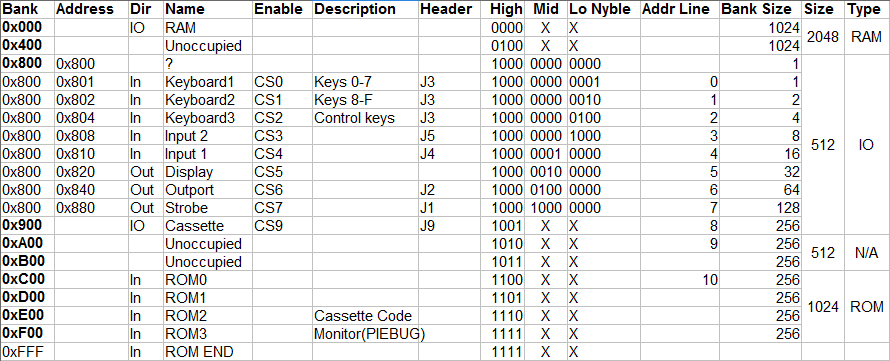 Bank Address Dir Name Enable Description Header High Mid Lo Nyble Addr Line Bank Size Size Type
0x000 IO RAM 0000 X X 1024 2048 RAM
0x400 Unoccupied 0100 X X 1024
0x800 0x800 ? 1000 0000 0000 1 512 IO
0x800 0x801 In Keyboard1 CS0 Keys 0-7 J3 1000 0000 0001 0 1
0x800 0x802 In Keyboard2 CS1 Keys 8-F J3 1000 0000 0010 1 2
0x800 0x804 In Keyboard3 CS2 Control keys J3 1000 0000 0100 2 4
0x800 0x808 In Input 2 CS3 J5 1000 0000 1000 3 8
0x800 0x810 In Input 1 CS4 J4 1000 0001 0000 4 16
0x800 0x820 Out Display CS5 1000 0010 0000 5 32
0x800 0x840 Out Outport CS6 J2 1000 0100 0000 6 64
0x800 0x880 Out Strobe CS7 J1 1000 1000 0000 7 128
0x900 IO Cassette CS9 J9 1001 X X 8 256
0xA00 Unoccupied 1010 X X 9 256 512 N/A
0xB00 Unoccupied 1011 X X 256
0xC00 In ROM0 1100 X X 10 256 1024 ROM
0xD00 In ROM1 1101 X X 256
0xE00 In ROM2 Cassette Code 1110 X X 256
0xF00 In ROM3 Monitor(PIEBUG) 1111 X X 256
0xFFF In ROM END 1111 X X